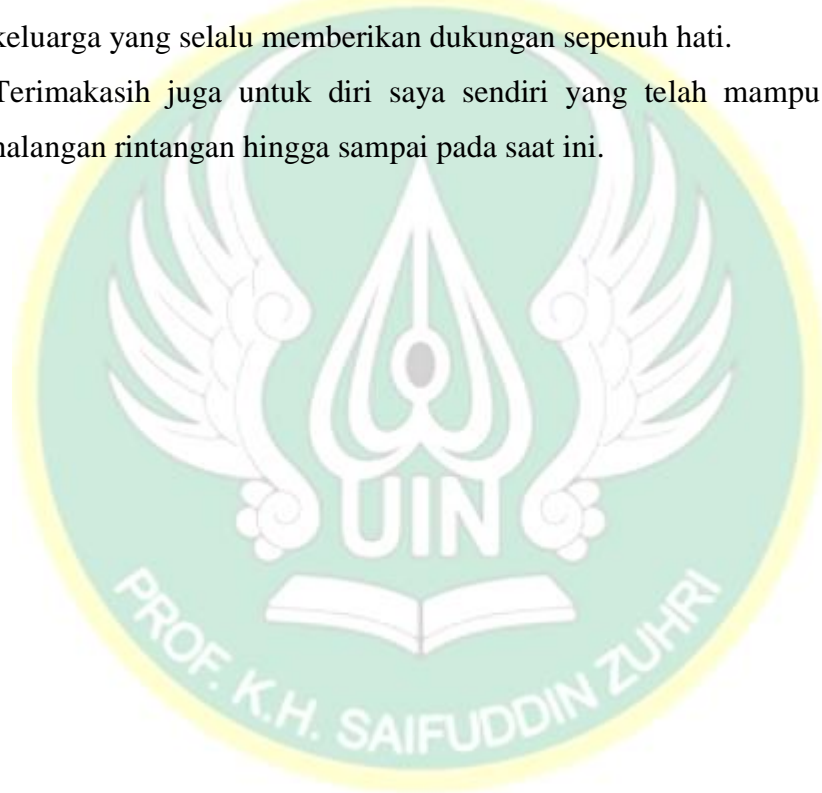 keluarga yang selalu memberikan dukungan sepenuh hati.
Terimakasih juga untuk diri saya sendiri yang telah mampu
halangan rintangan hingga sampai pada saat ini.
UIN
PROF. K.H. SAIFUDDIN ZUHRI